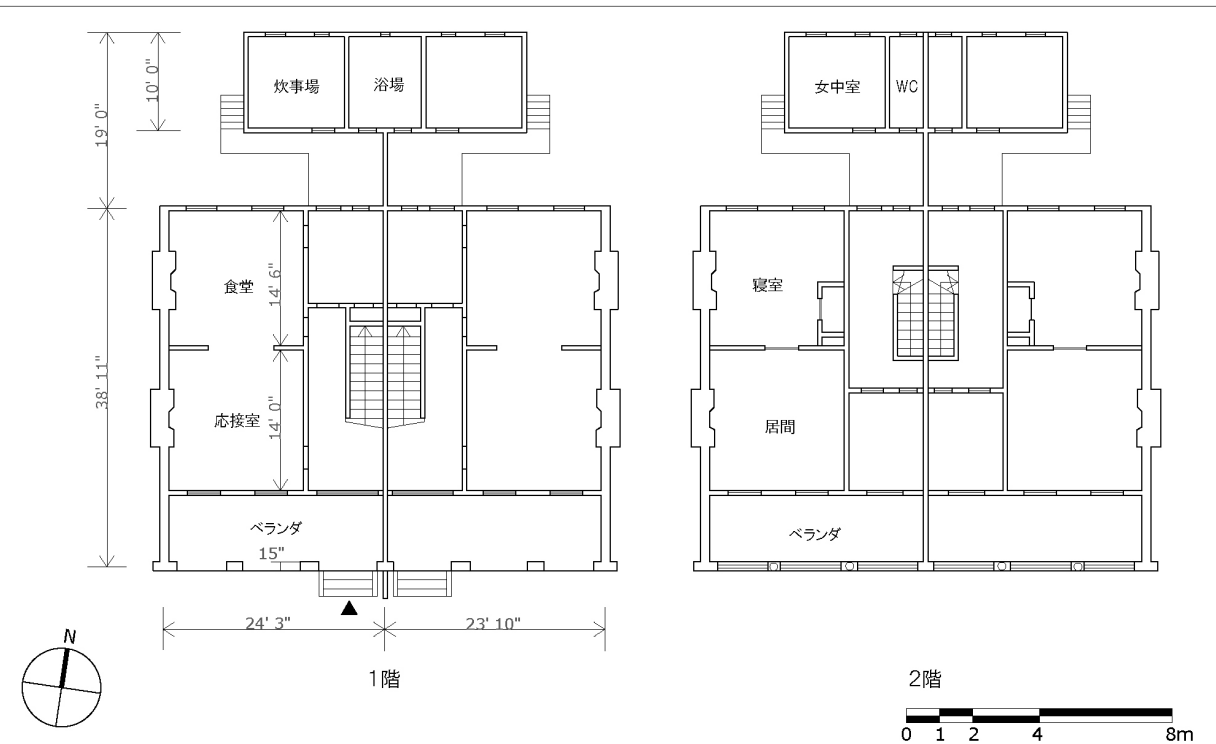 炊事場
浴場
女中室
WC
10' 0"
19' 0"
食堂
14' 6"
寝室
38' 11"
応接室
14' 0"
居間
ベランダ
15"
ベランダ
24' 3"
23' 10"
N
1階
2階
0 1 2 4 8m